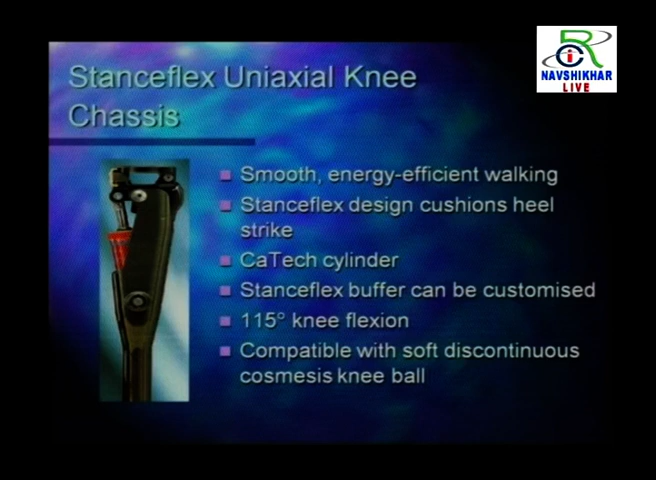 Stanceflex Uniaxial Knee
Chassis
Smooth, energy-efficient walking
Stanceflex design cushions heel
strike
CaTech cylinder
Stanceflex buffer can be customised
115° knee flexion
Compatible with soft discontinuous
cosmesis knee ball
R
C i
NAVSHIKHAR
LIVE